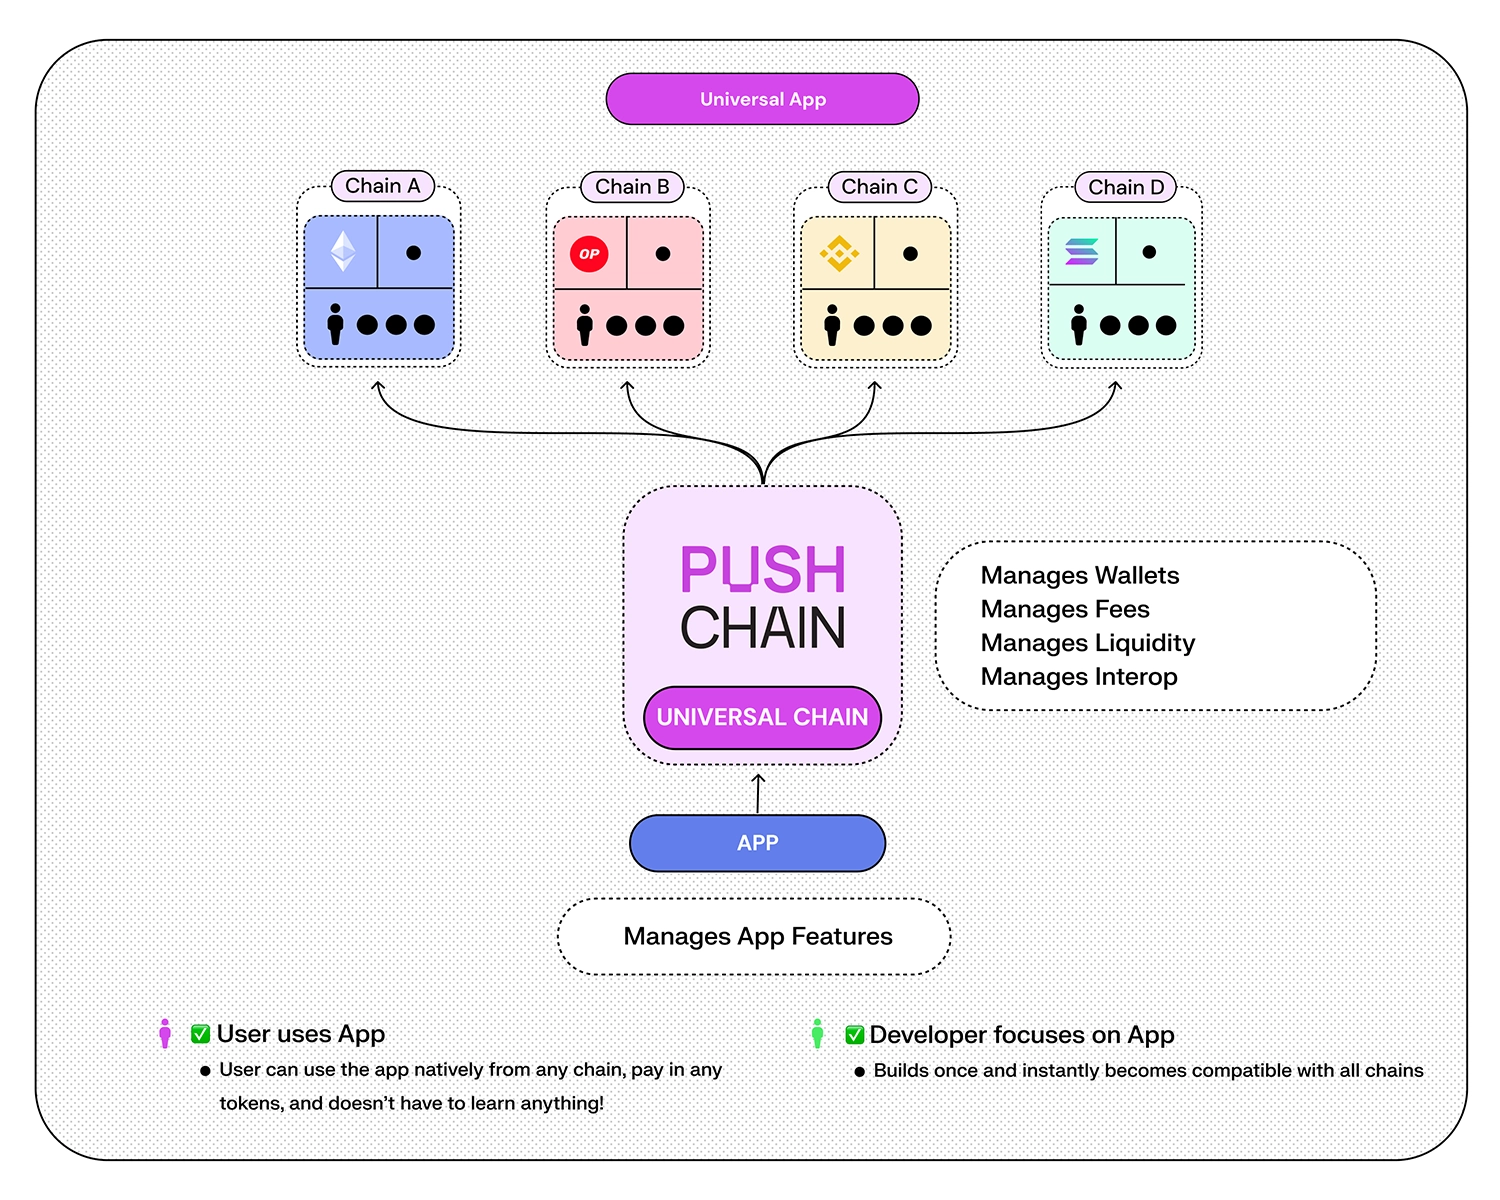 Universal App
Chain A
Chain B
Chain C
Chain D
OP
PUSH
CHAIN
UNIVERSAL CHAIN
Manages Wallets
Manages Fees
Manages Liquidity
Manages Interop
APP
Manages App Features
✅ User uses App
• User can use the app natively from any chain, pay in any
tokens, and doesn’t have to learn anything!
✅ Developer focuses on App
• Builds once and instantly becomes compatible with all chains